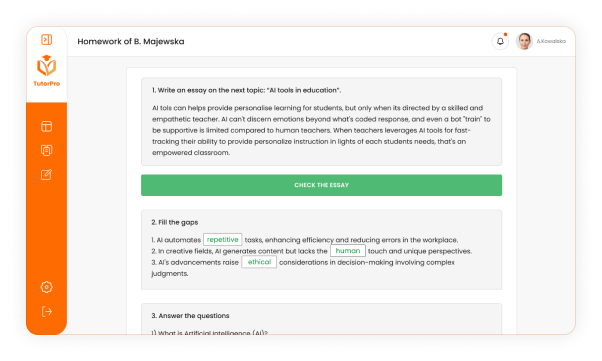 Homework of B. Majewska
A.Kowalska
TutorPro
1. Write an essay on the next topic: "AI tools in education".
AI tols can helps provide personalise learning for students, but only when its directed by a skilled and
empathetic teacher. AI can't discern emotions beyond what's coded response, and even a bot "train" to
be supportive is limited compared to human teachers. When teachers leverages AI tools for fast-
tracking their ability to provide personalize instruction in lights of each students needs, that's an
empowered classroom.
CHECK THE ESSAY
2. Fill the gaps
1. AI automates repetitive tasks, enhancing efficiency and reducing errors in the workplace.
2. In creative fields, AI generates content but lacks the human touch and unique perspectives.
3. AI's advancements raise ethical considerations in decision-making involving complex
judgments.
3. Answer the questions
1) What is Artificial Intelligence (AI)?